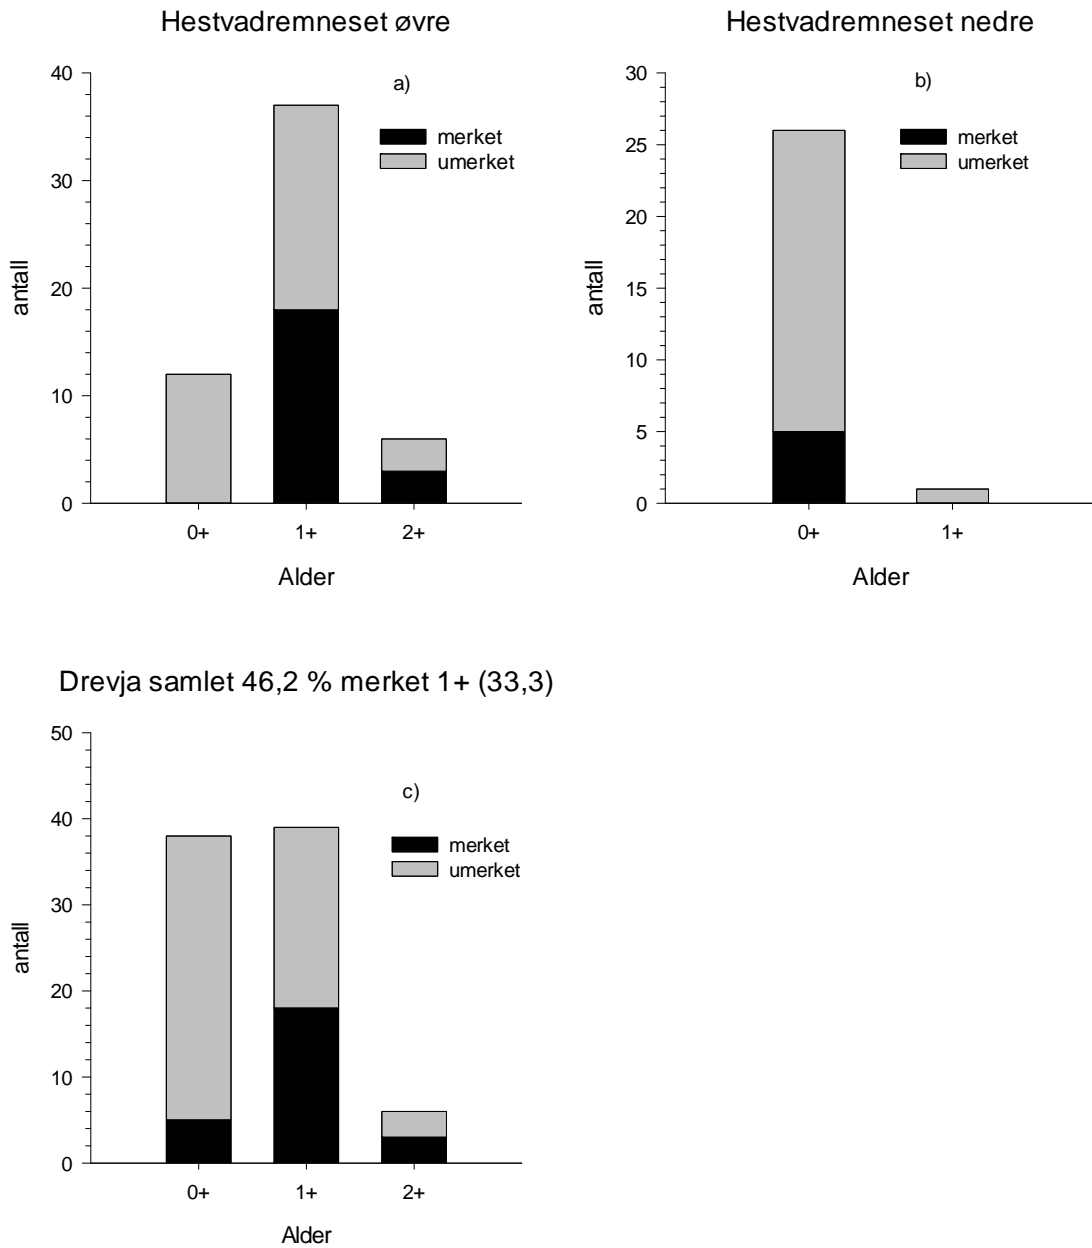 Hestvadremneset øvre
a)
merket
umerket
antall
40
30
20
10
0
0+ 1+ 2+
Alder
Hestvadremneset nedre
b)
merket
umerket
antall
30
25
20
15
10
5
0
0+ 1+
Alder
Drevja samlet 46,2 % merket 1+ (33,3)
c)
merket
umerket
antall
50
40
30
20
10
0
0+ 1+ 2+
Alder